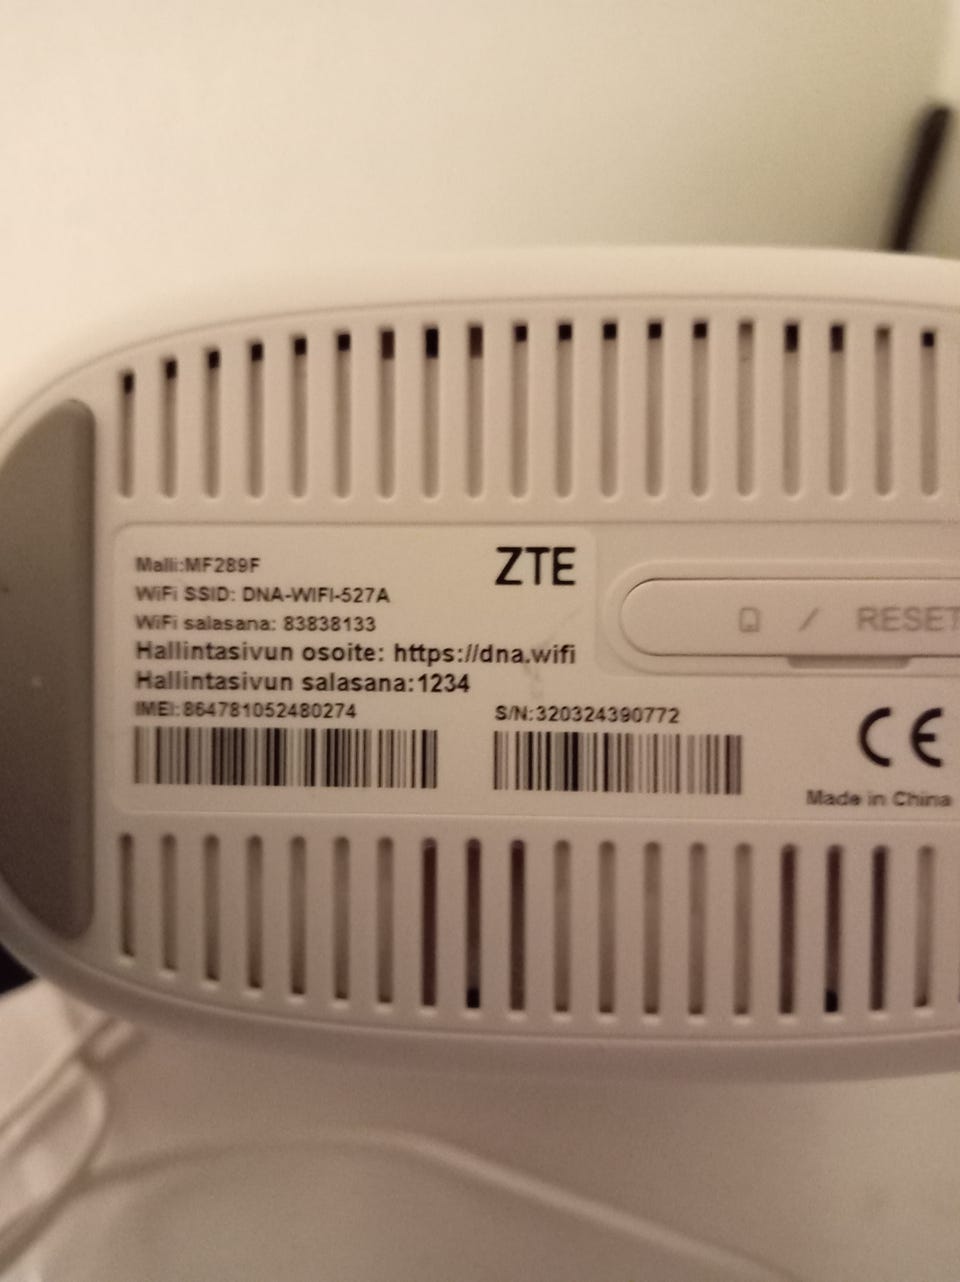 ZTE
Malli:MF289F
WiFi SSID: DNA-WIFI-527A
WiFi salasana: 83838133
Hallintasivun osoite: https://dna.wifi
Hallintasivun salasana:1234
IMEI:864781052480274
S/N:320324390772
/ RESET
CE
Made in China